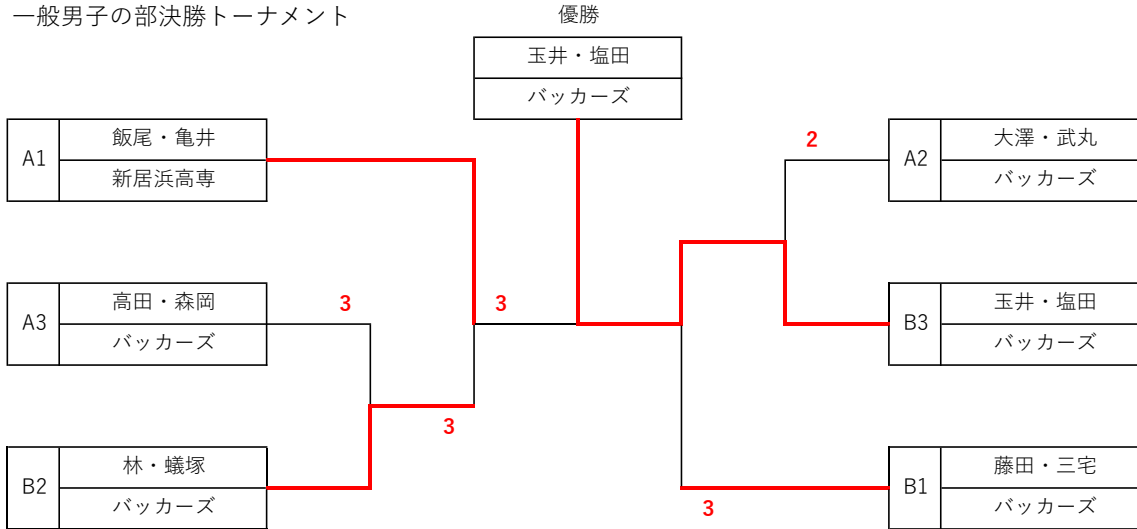 一般男子の部決勝トーナメント
優勝
玉井・塩田
バッカーズ
A1
飯尾・亀井
新居浜高専
2
A2
大澤・武丸
バッカーズ
A3
高田・森岡
バッカーズ
3
3
B3
玉井・塩田
バッカーズ
3
B2
林・蟻塚
バッカーズ
3
B1
藤田・三宅
バッカーズ